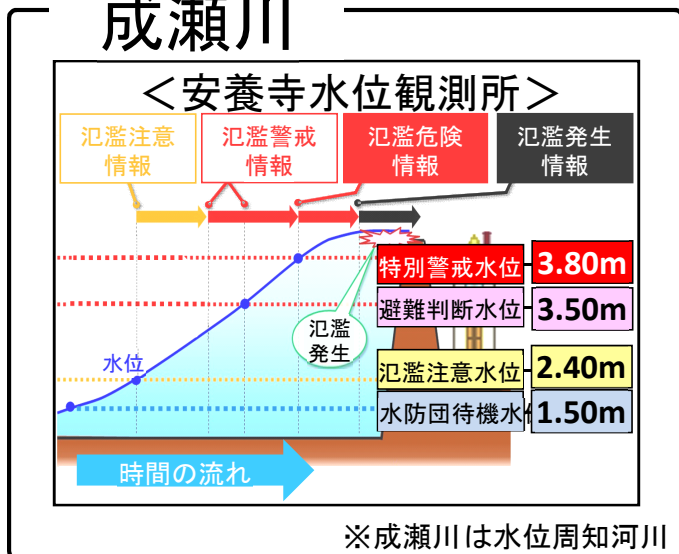 成瀬川
＜安養寺水位観測所＞
氾濫注意
情報
氾濫警戒
情報
氾濫危険
情報
氾濫発生
情報
特別警戒水位 3.80m
避難判断水位 3.50m
氾濫
発生
水位
氾濫注意水位 2.40m
水防団待機水 1.50m
時間の流れ
※成瀬川は水位周知河川